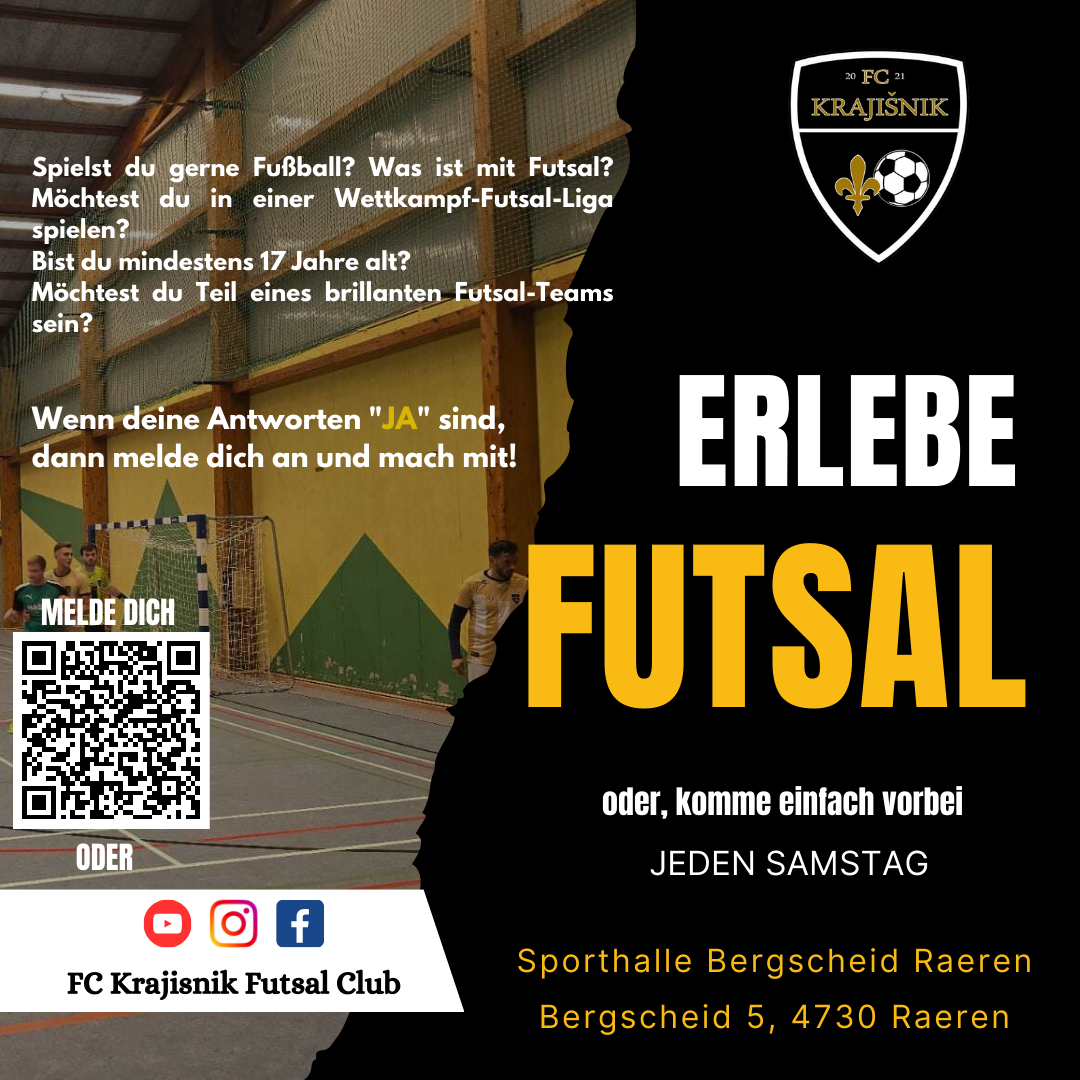 20 FC 21
KRAJIŠNIK
Spielst du gerne Fußball? Was ist mit Futsal?
Möchtest du in einer Wettkampf-Futsal-Liga
spielen?
Bist du mindestens 17 Jahre alt?
Möchtest du Teil eines brillanten Futsal-Teams
sein?
Wenn deine Antworten "JA" sind,
dann melde dich an und mach mit!
ERLEBE
FUTSAL
MELDE DICH
ODER
FC Krajisnik Futsal Club
oder, komme einfach vorbei
JEDEN SAMSTAG
Sporthalle Bergscheid Raeren
Bergscheid 5, 4730 Raeren